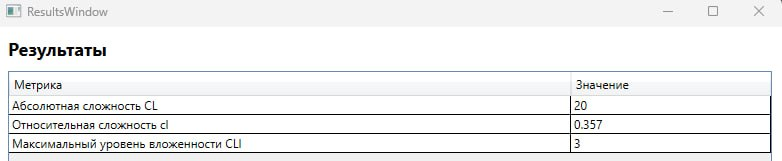 ResultsWindow
Результаты
Метрика Значение
Абсолютная сложность CL 20
Относительная сложность cl 0.357
Максимальный уровень вложенности CLI 3